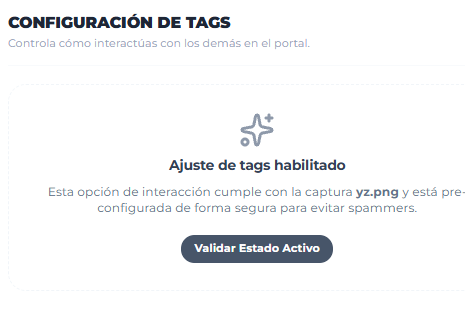 CONFIGURACIÓN DE TAGS
Controla cómo interactúas con los demás en el portal.
Ajuste de tags habilitado
Esta opción de interacción cumple con la captura yz.png y está pre-
configurada de forma segura para evitar spammers.
Validar Estado Activo